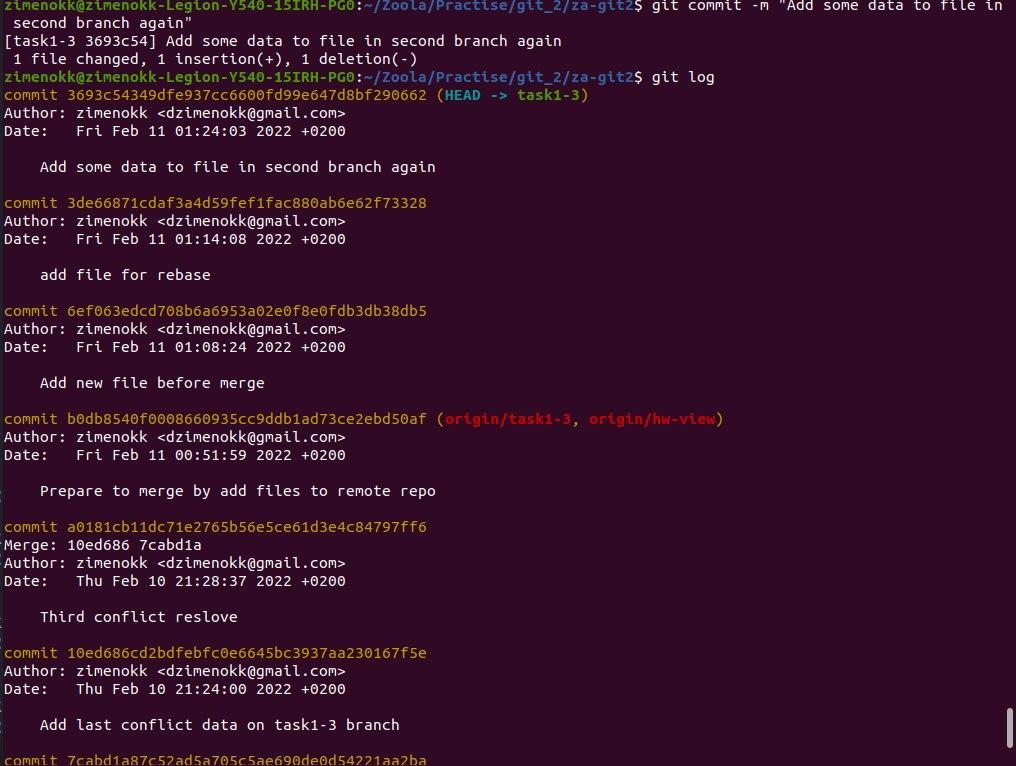 zimenokk@zimenokk-Legion-Y540-15IRH-PG0:~/Zoola/Practise/git_2/za-git2$ git commit -m "Add some data to file in
 second branch again"
[task1-3 3693c54] Add some data to file in second branch again
 1 file changed, 1 insertion(+), 1 deletion(-)
zimenokk@zimenokk-Legion-Y540-15IRH-PG0:~/Zoola/Practise/git_2/za-git2$ git log
commit 3693c54349dfe937cc6600fd99e647d8bf290662 (HEAD -> task1-3)
Author: zimenokk <dzimenokk@gmail.com>
Date:   Fri Feb 11 01:24:03 2022 +0200

    Add some data to file in second branch again

commit 3de66871cdaf3a4d59fef1fac880ab6e62f73328
Author: zimenokk <dzimenokk@gmail.com>
Date:   Fri Feb 11 01:14:08 2022 +0200

    add file for rebase

commit 6ef063edcd708b6a6953a02e0f8e0fdb3db38db5
Author: zimenokk <dzimenokk@gmail.com>
Date:   Fri Feb 11 01:08:24 2022 +0200

    Add new file before merge

commit b0db8540f0008660935cc9ddb1ad73ce2ebd50af (origin/task1-3, origin/hw-view)
Author: zimenokk <dzimenokk@gmail.com>
Date:   Fri Feb 11 00:51:59 2022 +0200

    Prepare to merge by add files to remote repo

commit a0181cb11dc71e2765b56e5ce61d3e4c84797ff6
Merge: 10ed686 7cabd1a
Author: zimenokk <dzimenokk@gmail.com>
Date:   Thu Feb 10 21:28:37 2022 +0200

    Third conflict reslove

commit 10ed686cd2bdfebfc0e6645bc3937aa230167f5e
Author: zimenokk <dzimenokk@gmail.com>
Date:   Thu Feb 10 21:24:00 2022 +0200

    Add last conflict data on task1-3 branch

commit 7cabd1a87c52ad5a705c5ae690de0d54221aa2ba